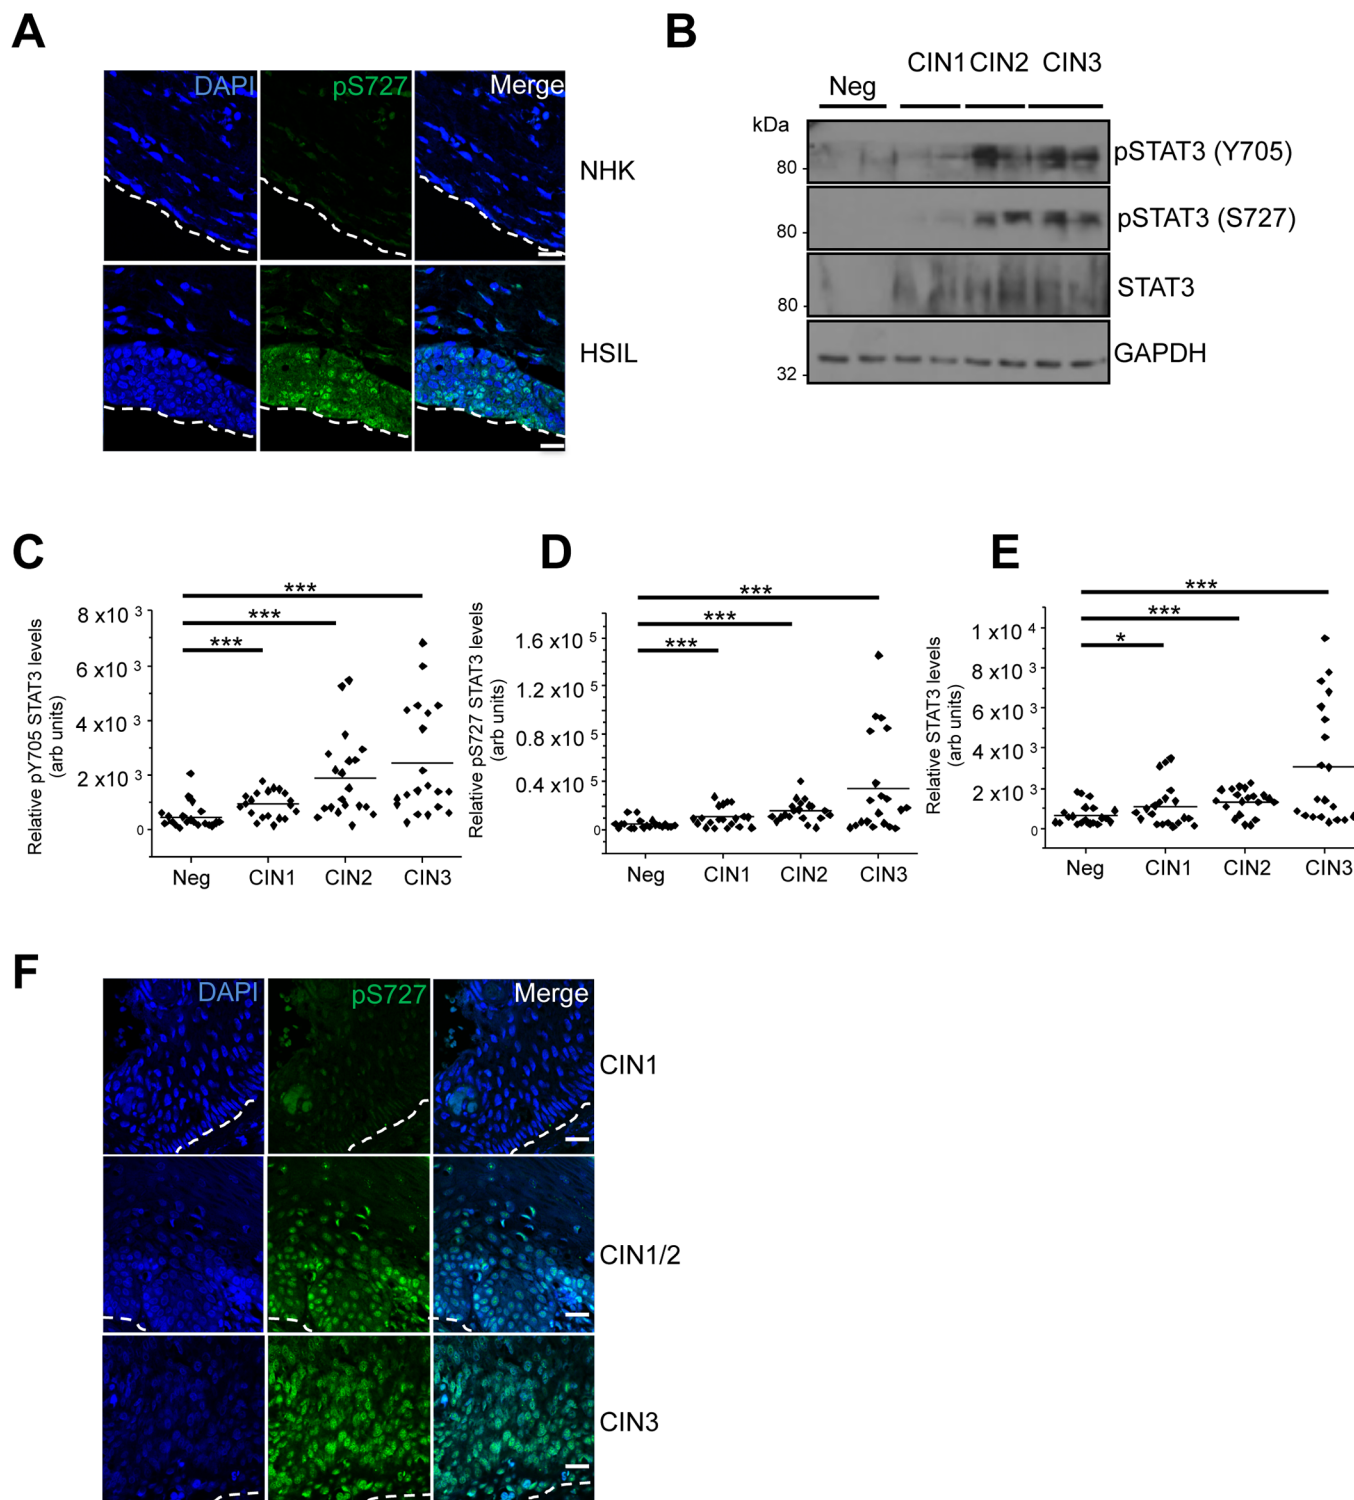 A
DAPI pS727 Merge
NHK
HSIL
B
Neg CIN1 CIN2 CIN3
kDa
80 pSTAT3 (Y705)
80 pSTAT3 (S727)
80 STAT3
32 GAPDH
C
Relative pY705 STAT3 levels
(arb units)
***
***
***
8 x10 3
6 x10 3
4 x10 3
2 x10 3
0
Neg CIN1 CIN2 CIN3
D
Relative pS727 STAT3 levels
(arb units)
***
***
***
1.6 x10 5
1.2 x10 5
0.8 x10 5
0.4 x10 5
0
Neg CIN1 CIN2 CIN3
E
Relative STAT3 levels
(arb units)
***
***
*
1 x10 4
8 x10 3
6 x10 3
4 x10 3
2 x10 3
0
Neg CIN1 CIN2 CIN3
F
DAPI pS727 Merge
CIN1
CIN1/2
CIN3